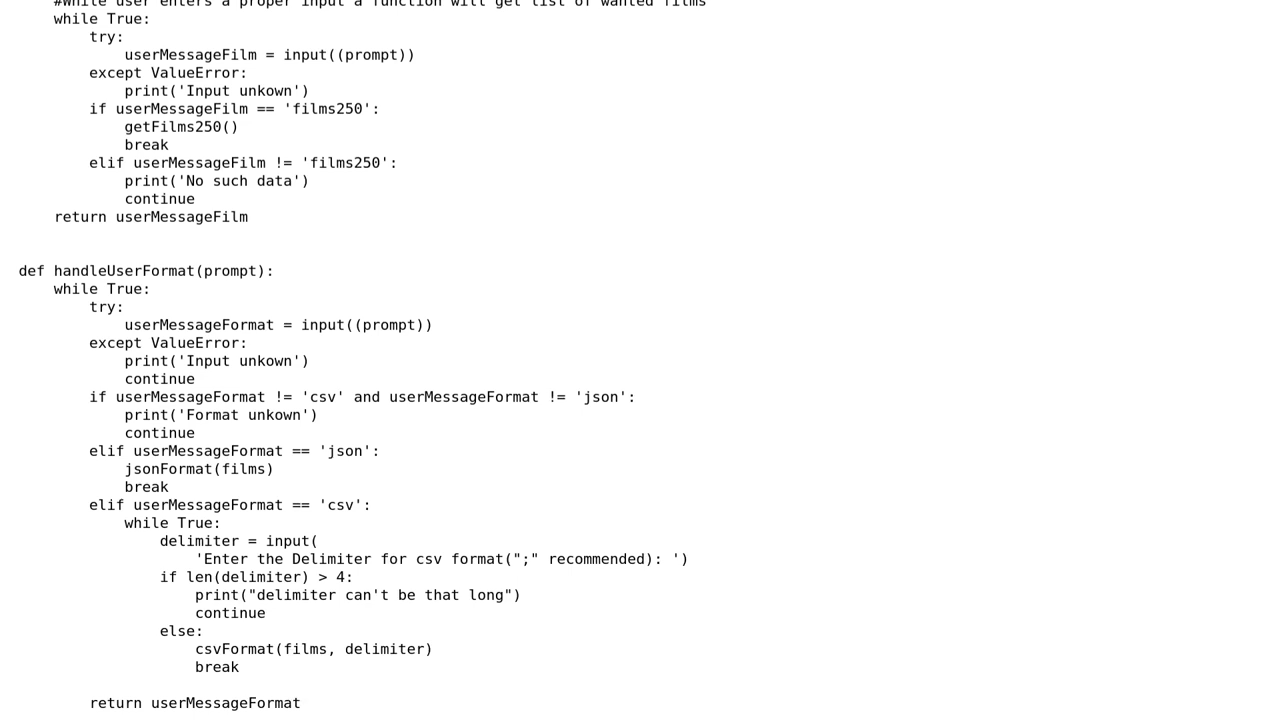 #While user enters a proper input a function will get list of wanted films
    while True:
        try:
            userMessageFilm = input((prompt))
        except ValueError:
            print('Input unkown')
        if userMessageFilm == 'films250':
            getFilms250()
            break
        elif userMessageFilm != 'films250':
            print('No such data')
            continue
    return userMessageFilm


def handleUserFormat(prompt):
    while True:
        try:
            userMessageFormat = input((prompt))
        except ValueError:
            print('Input unkown')
            continue
        if userMessageFormat != 'csv' and userMessageFormat != 'json':
            print('Format unkown')
            continue
        elif userMessageFormat == 'json':
            jsonFormat(films)
            break
        elif userMessageFormat == 'csv':
            while True:
                delimiter = input(
                    'Enter the Delimiter for csv format(";" recommended): ')
                if len(delimiter) > 4:
                    print("delimiter can't be that long")
                    continue
                else:
                    csvFormat(films, delimiter)
                    break

        return userMessageFormat